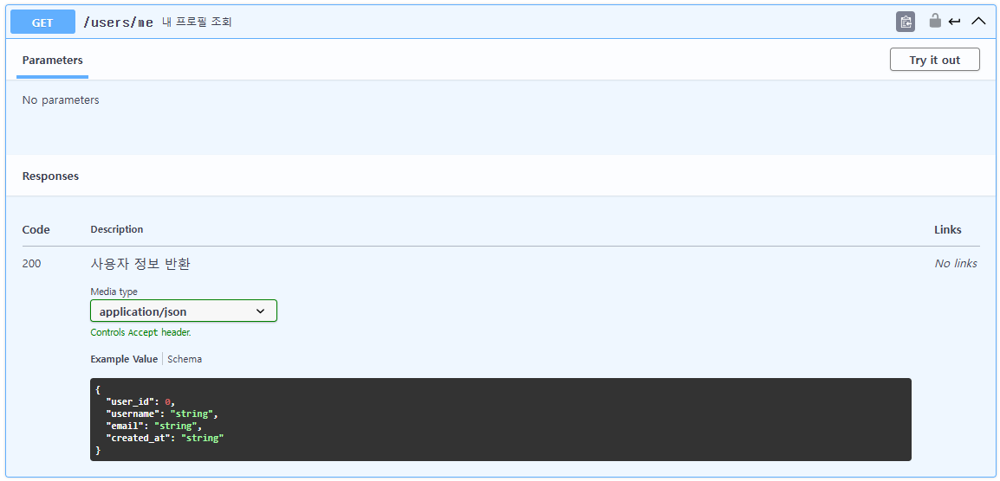 GET /users/me 내 프로필 조회
Parameters Try it out
No parameters
Responses
Code Description Links
200 사용자 정보 반환 No links
Media type
application/json
Controls Accept header.
Example Value Schema
{
"user_id": 0,
"username": "string",
"email": "string",
"created_at": "string"
}